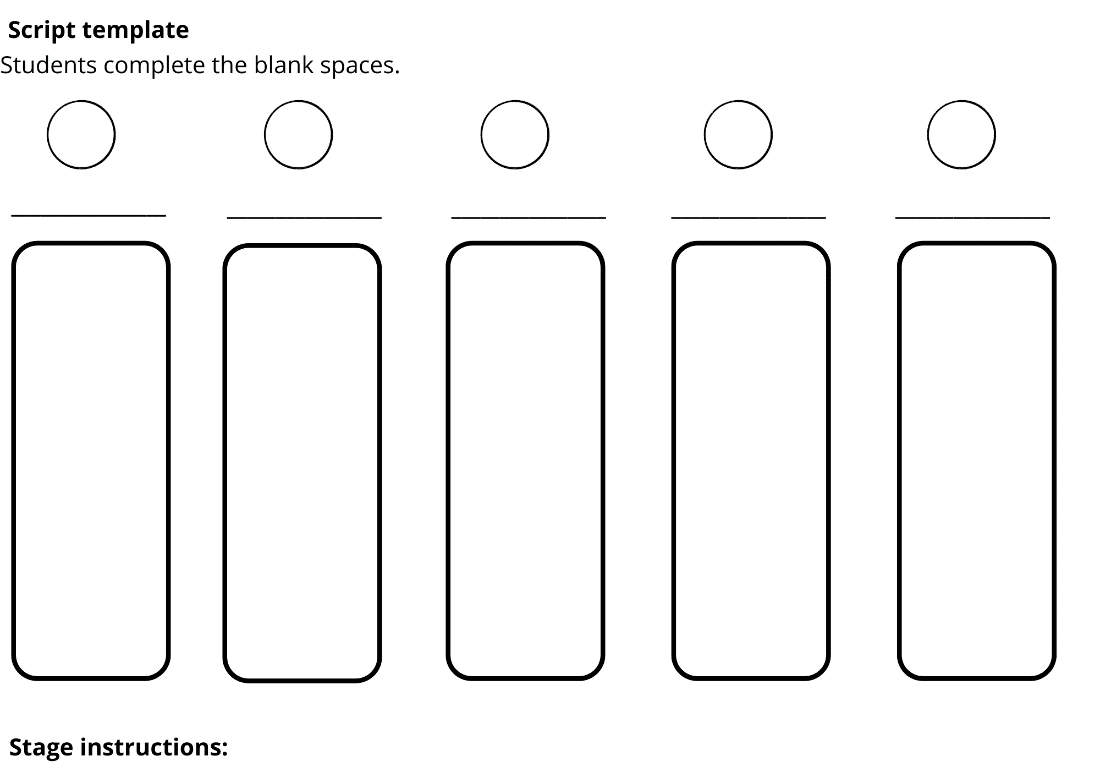 Script template
Students complete the blank spaces.
Stage instructions: